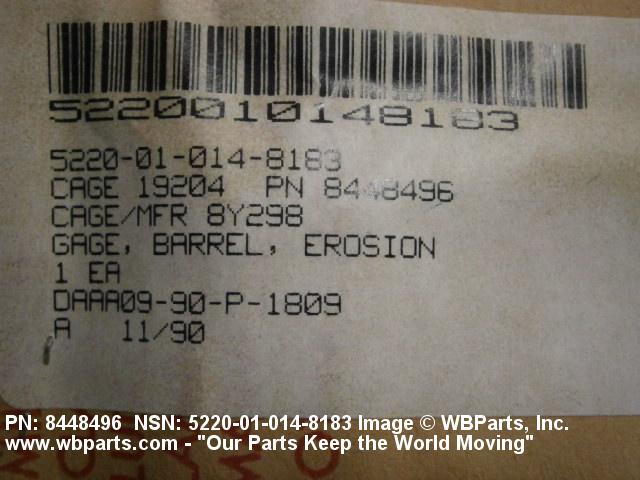 5220010148183
5220-01-014-8183
CAGE 19204 PN 8448496
CAGE/MFR 8Y298
GAGE, BARREL, EROSION
1 EA
DAAA09-90-P-1809
A 11/90
PN: 8448496 NSN: 5220-01-014-8183 Image © WBParts, Inc.
www.wbparts.com - "Our Parts Keep the World Moving"